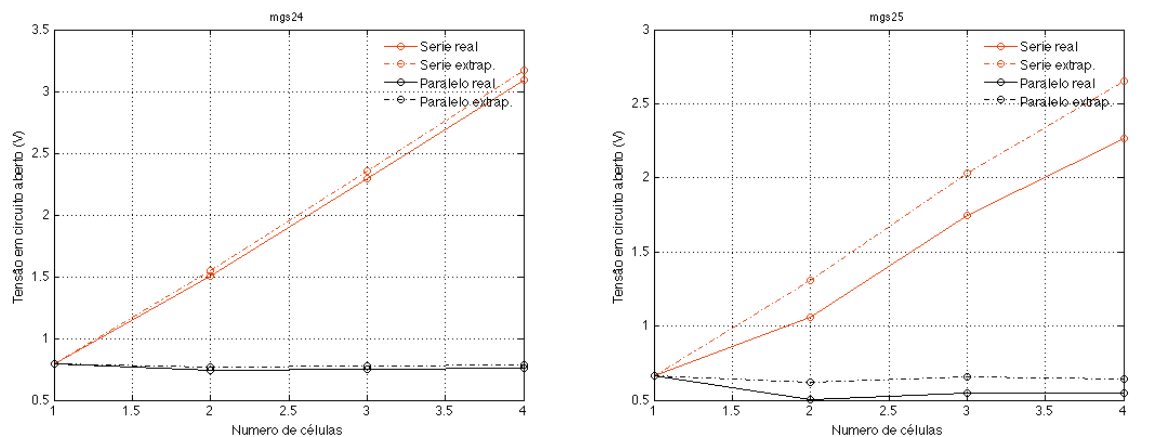 mgs24
3.5
3
2.5
2
1.5
1
0.5
Tensão em circuito aberto (V)
Serie real
Serie extrap.
Paralelo real
Paralelo extrap.
1
1.5
2
2.5
3
3.5
4
Numero de células
mgs25
3
2.5
2
1.5
1
0.5
Tensão em circuito aberto (V)
Serie real
Serie extrap.
Paralelo real
Paralelo extrap.
1
1.5
2
2.5
3
3.5
4
Numero de células